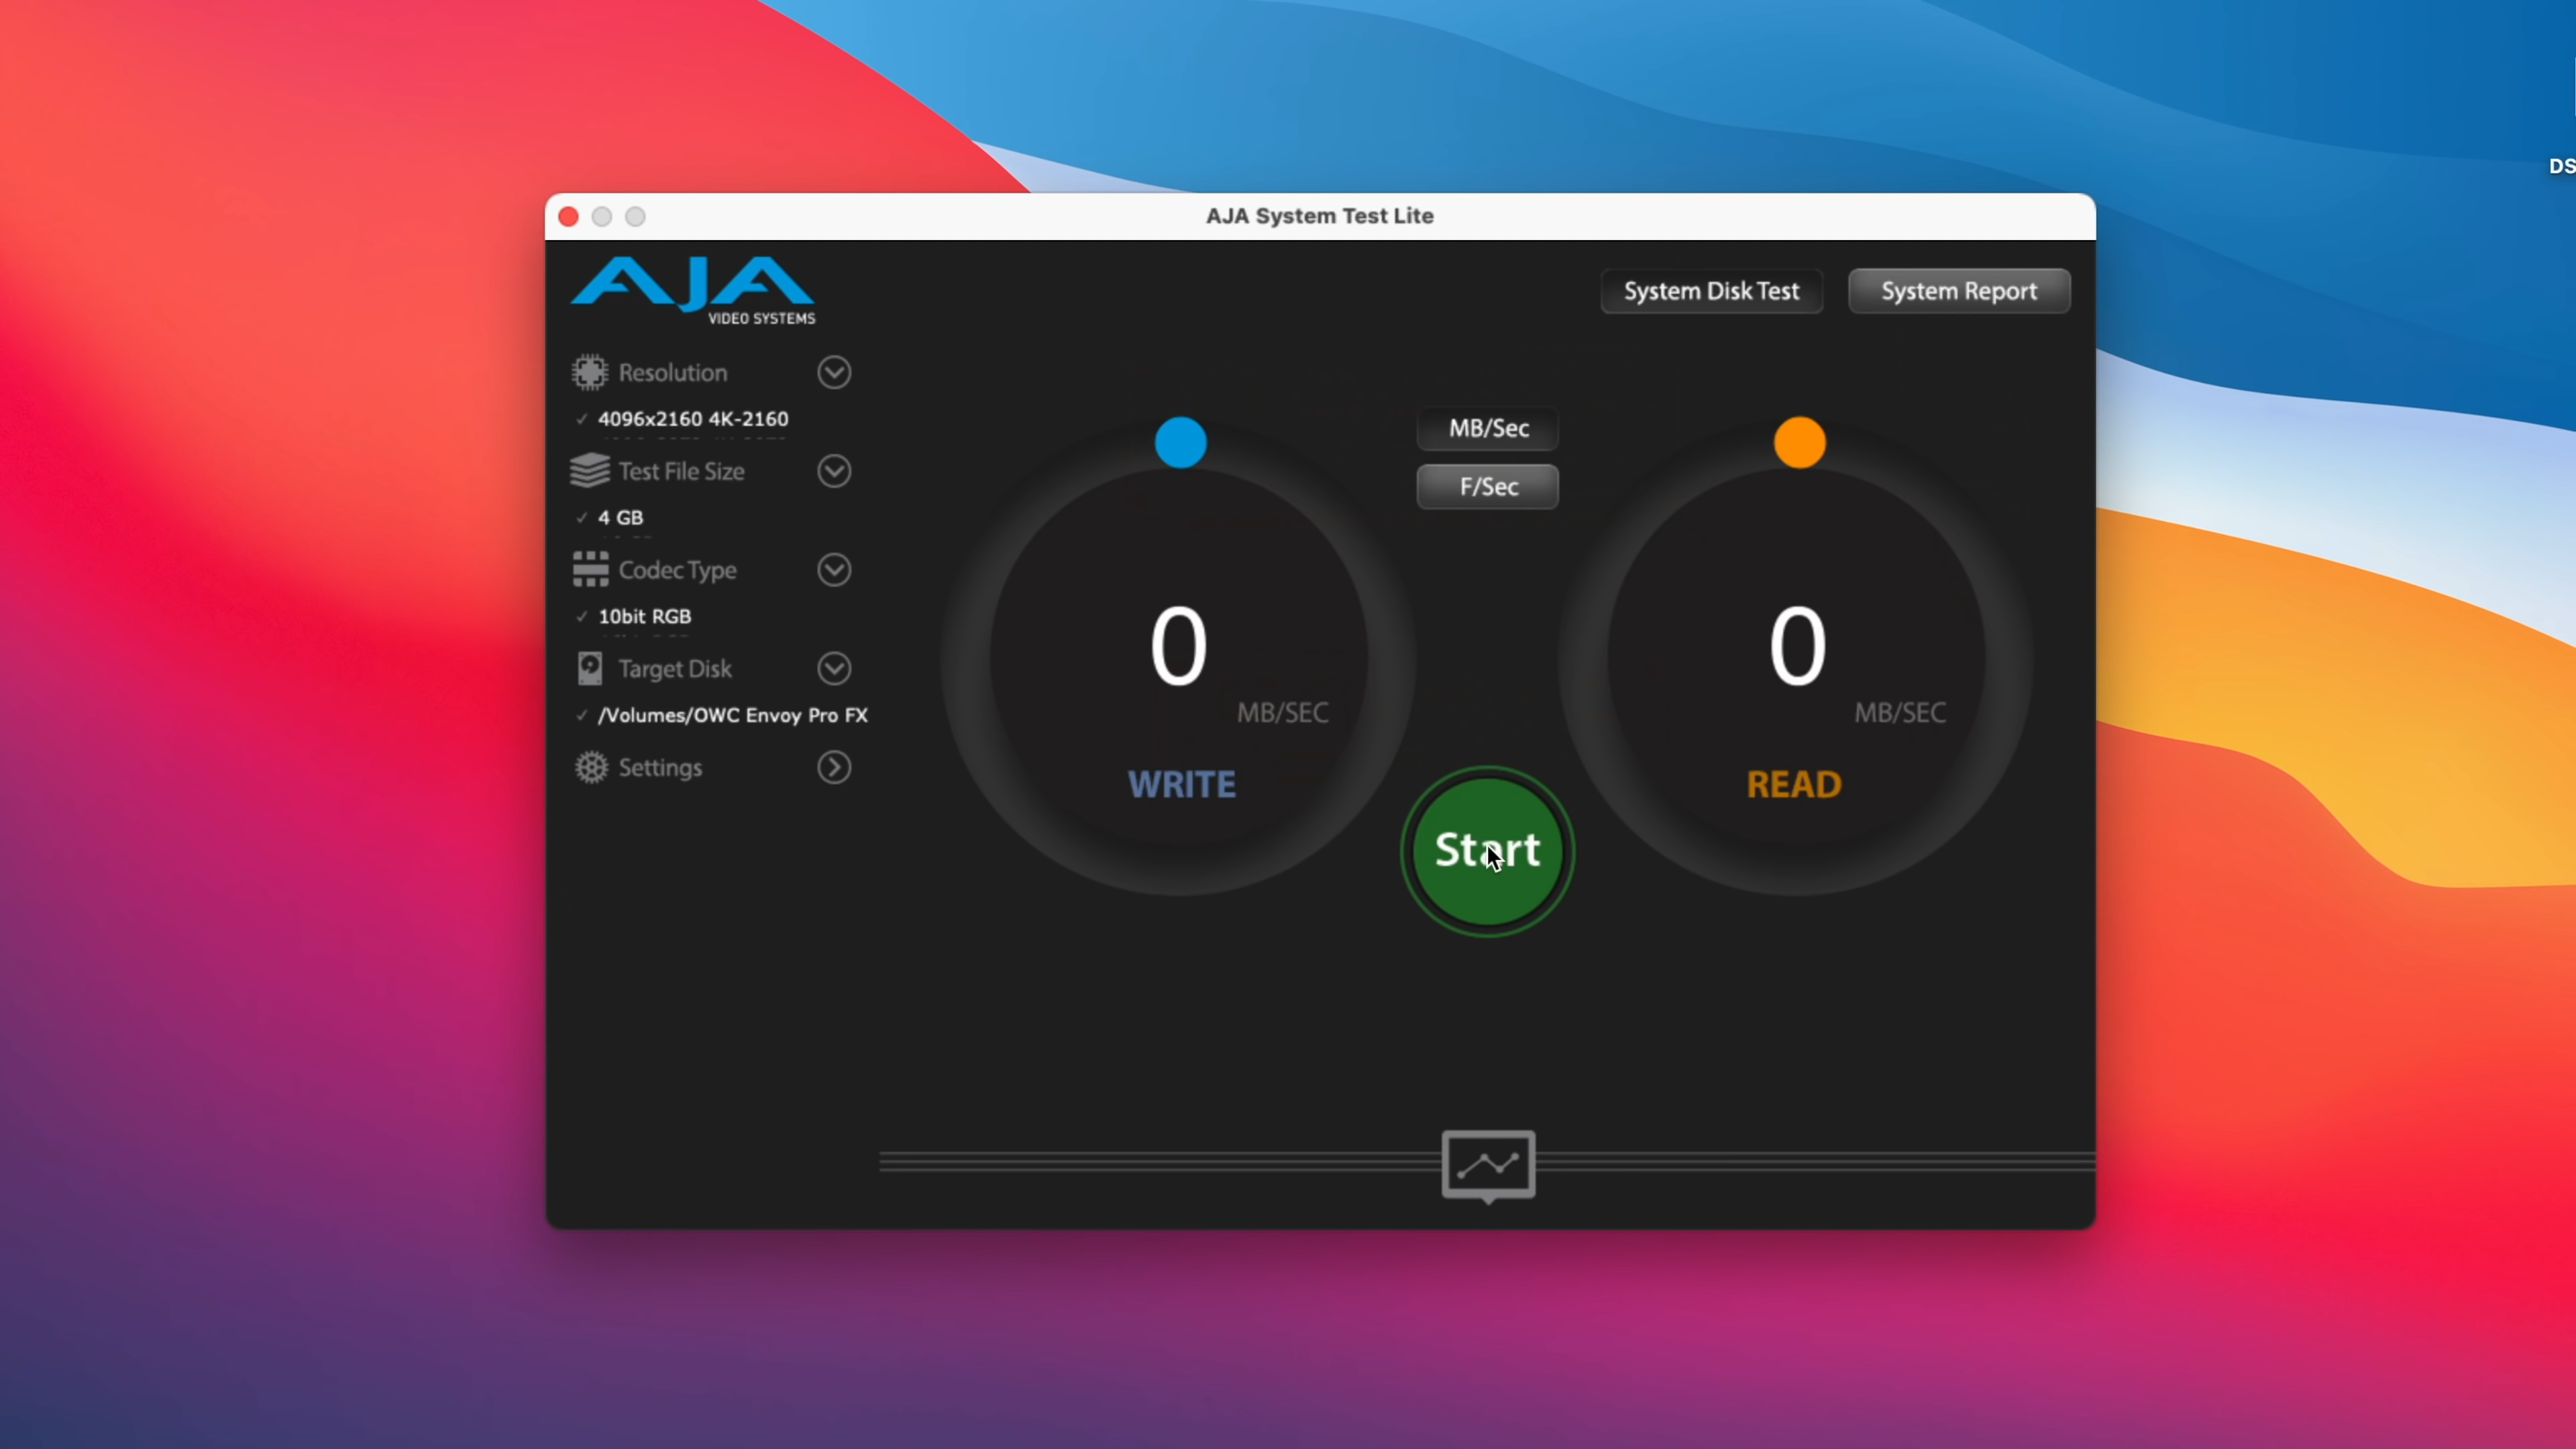 DS
AJA System Test Lite
AJA
VIDEO SYSTEMS
System Disk Test
System Report
Resolution
✓ 4096x2160 4K-2160
Test File Size
✓ 4 GB
Codec Type
✓ 10bit RGB
Target Disk
✓ /Volumes/OWC Envoy Pro FX
Settings
MB/Sec
F/Sec
0
MB/SEC
WRITE
0
MB/SEC
READ
Start